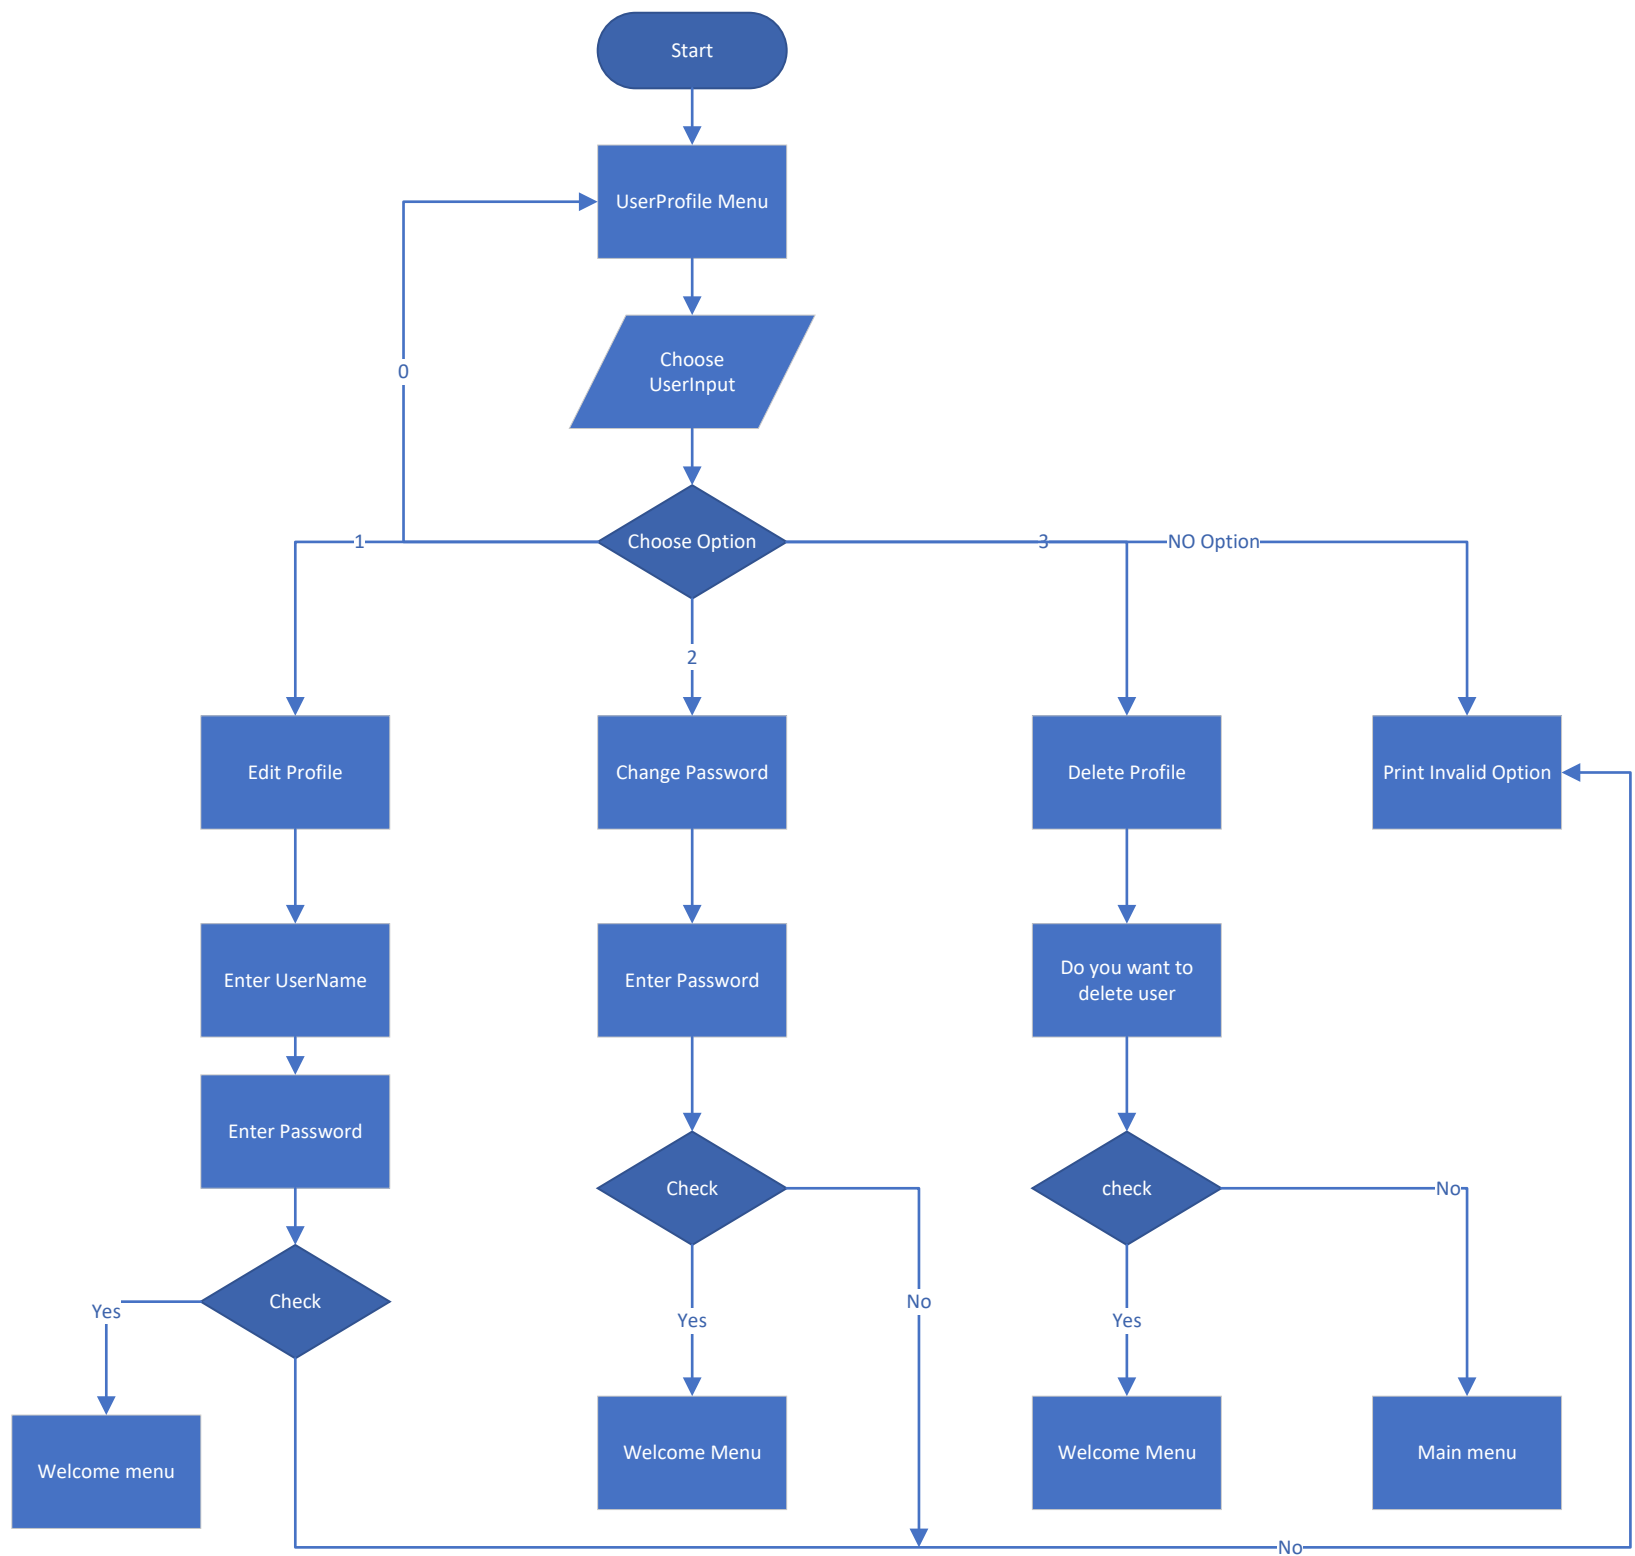 Start
UserProfile Menu
Choose
UserInput
0
Choose Option
1
3
NO Option
2
Edit Profile
Change Password
Delete Profile
Print Invalid Option
Enter UserName
Enter Password
Do you want to
delete user
Enter Password
Check
check
No
Check
Yes
No
Yes
Yes
Welcome menu
Welcome Menu
Welcome Menu
Main menu
No